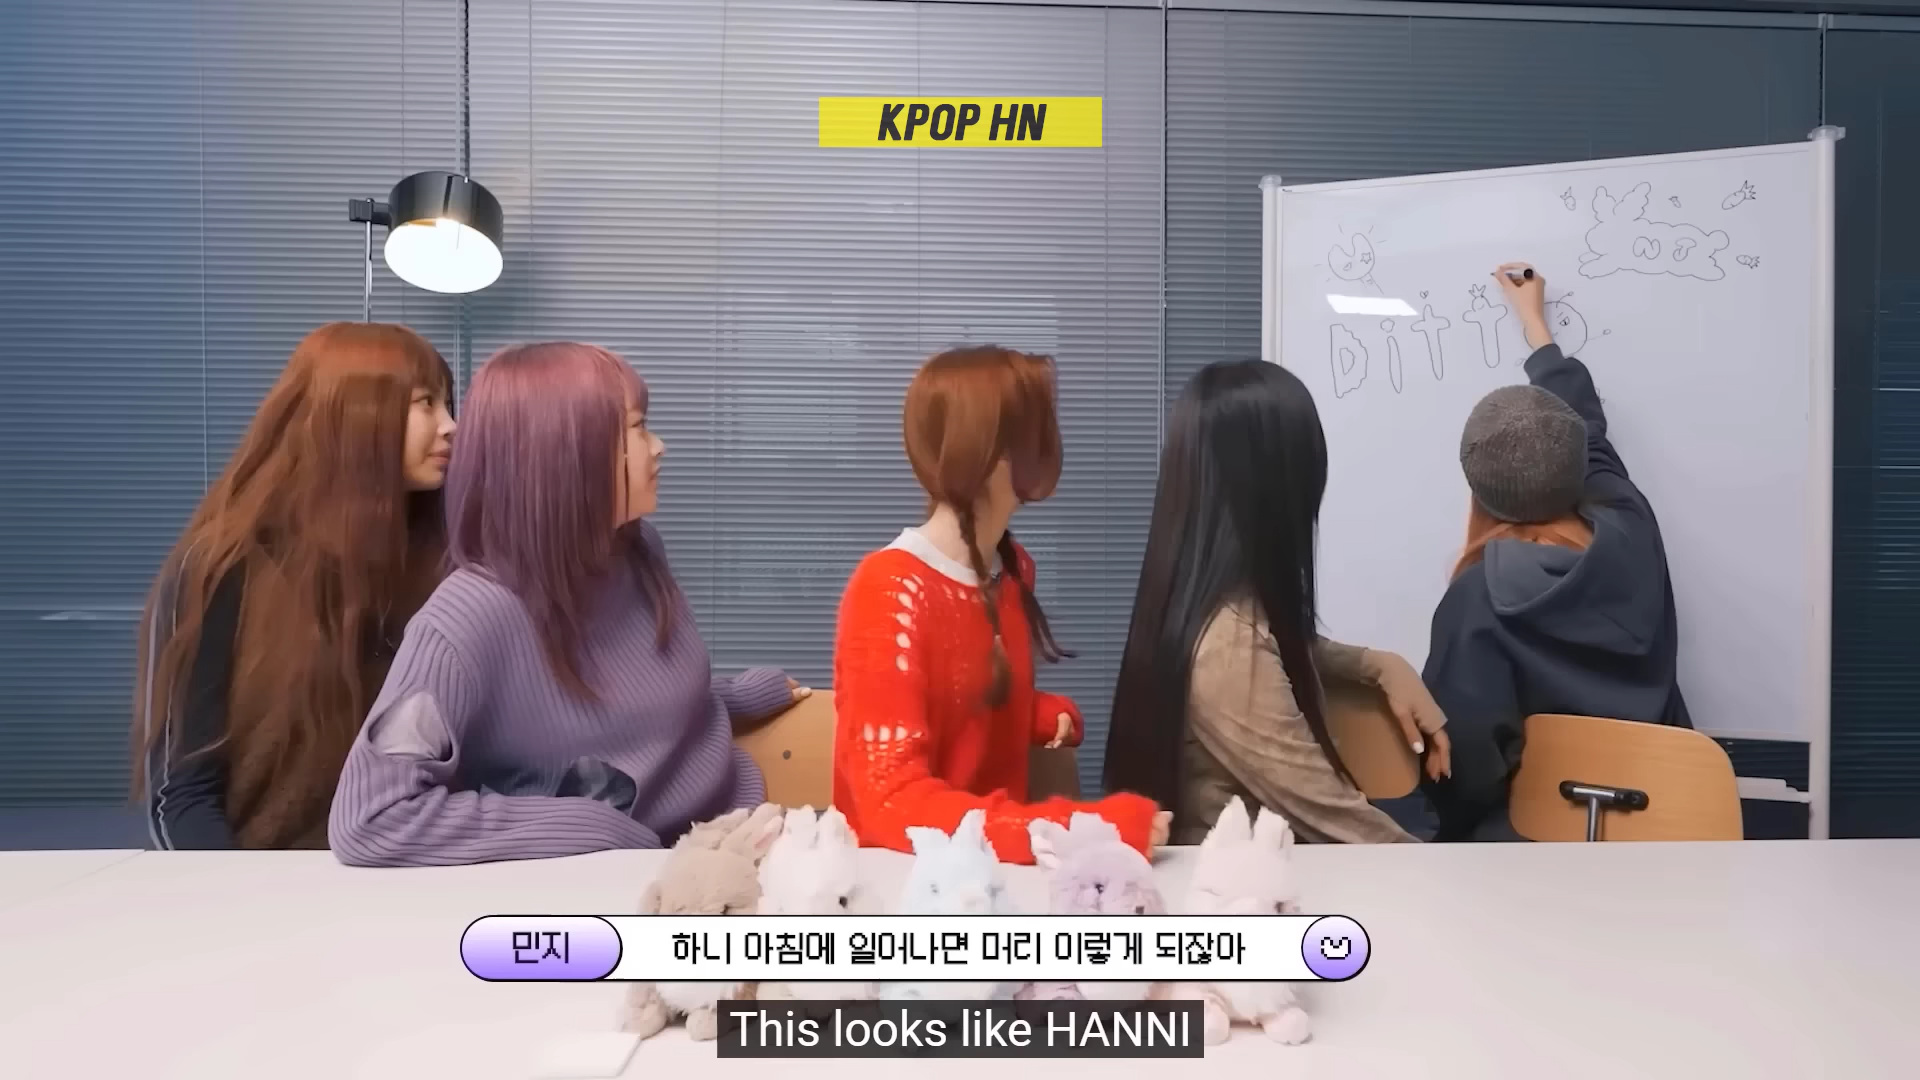 KPOP HN
NJ
Ditto
민지
하니 아침에 일어나면 머리 이렇게 되잖아
This looks like HANNI